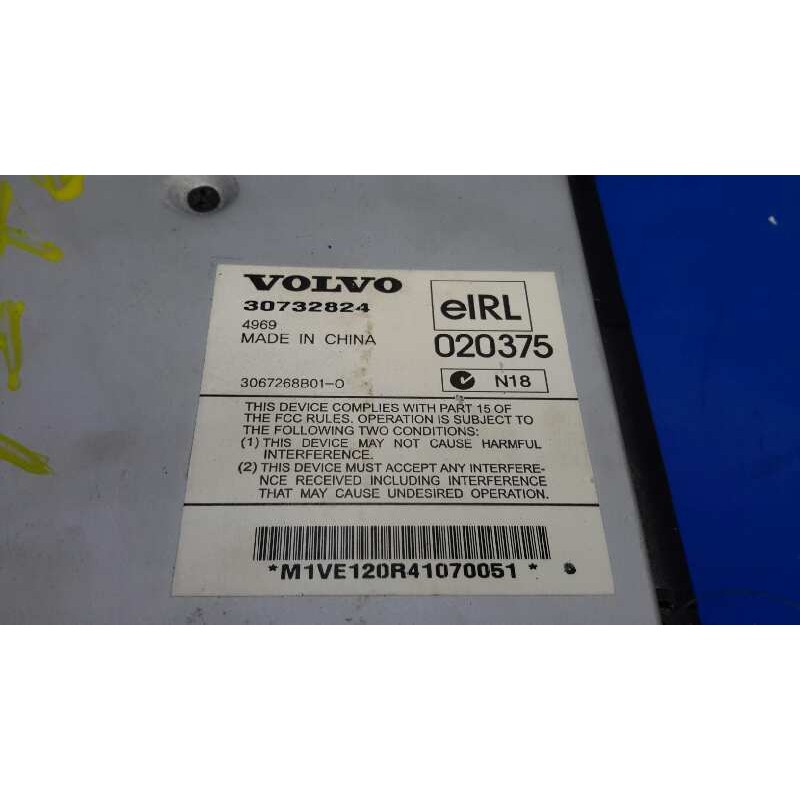 VOLVO
30732824
4969
MADE IN CHINA
eIRL
020375
3067268B01-0
N18
THIS DEVICE COMPLIES WITH PART 15 OF
THE FCC RULES. OPERATION IS SUBJECT TO
THE FOLLOWING TWO CONDITIONS:
(1) THIS DEVICE MAY NOT CAUSE HARMFUL
INTERFERENCE.
(2) THIS DEVICE MUST ACCEPT ANY INTERFERE-
NCE RECEIVED INCLUDING INTERFERENCE
THAT MAY CAUSE UNDESIRED OPERATION.
*M1VE120R41070051*